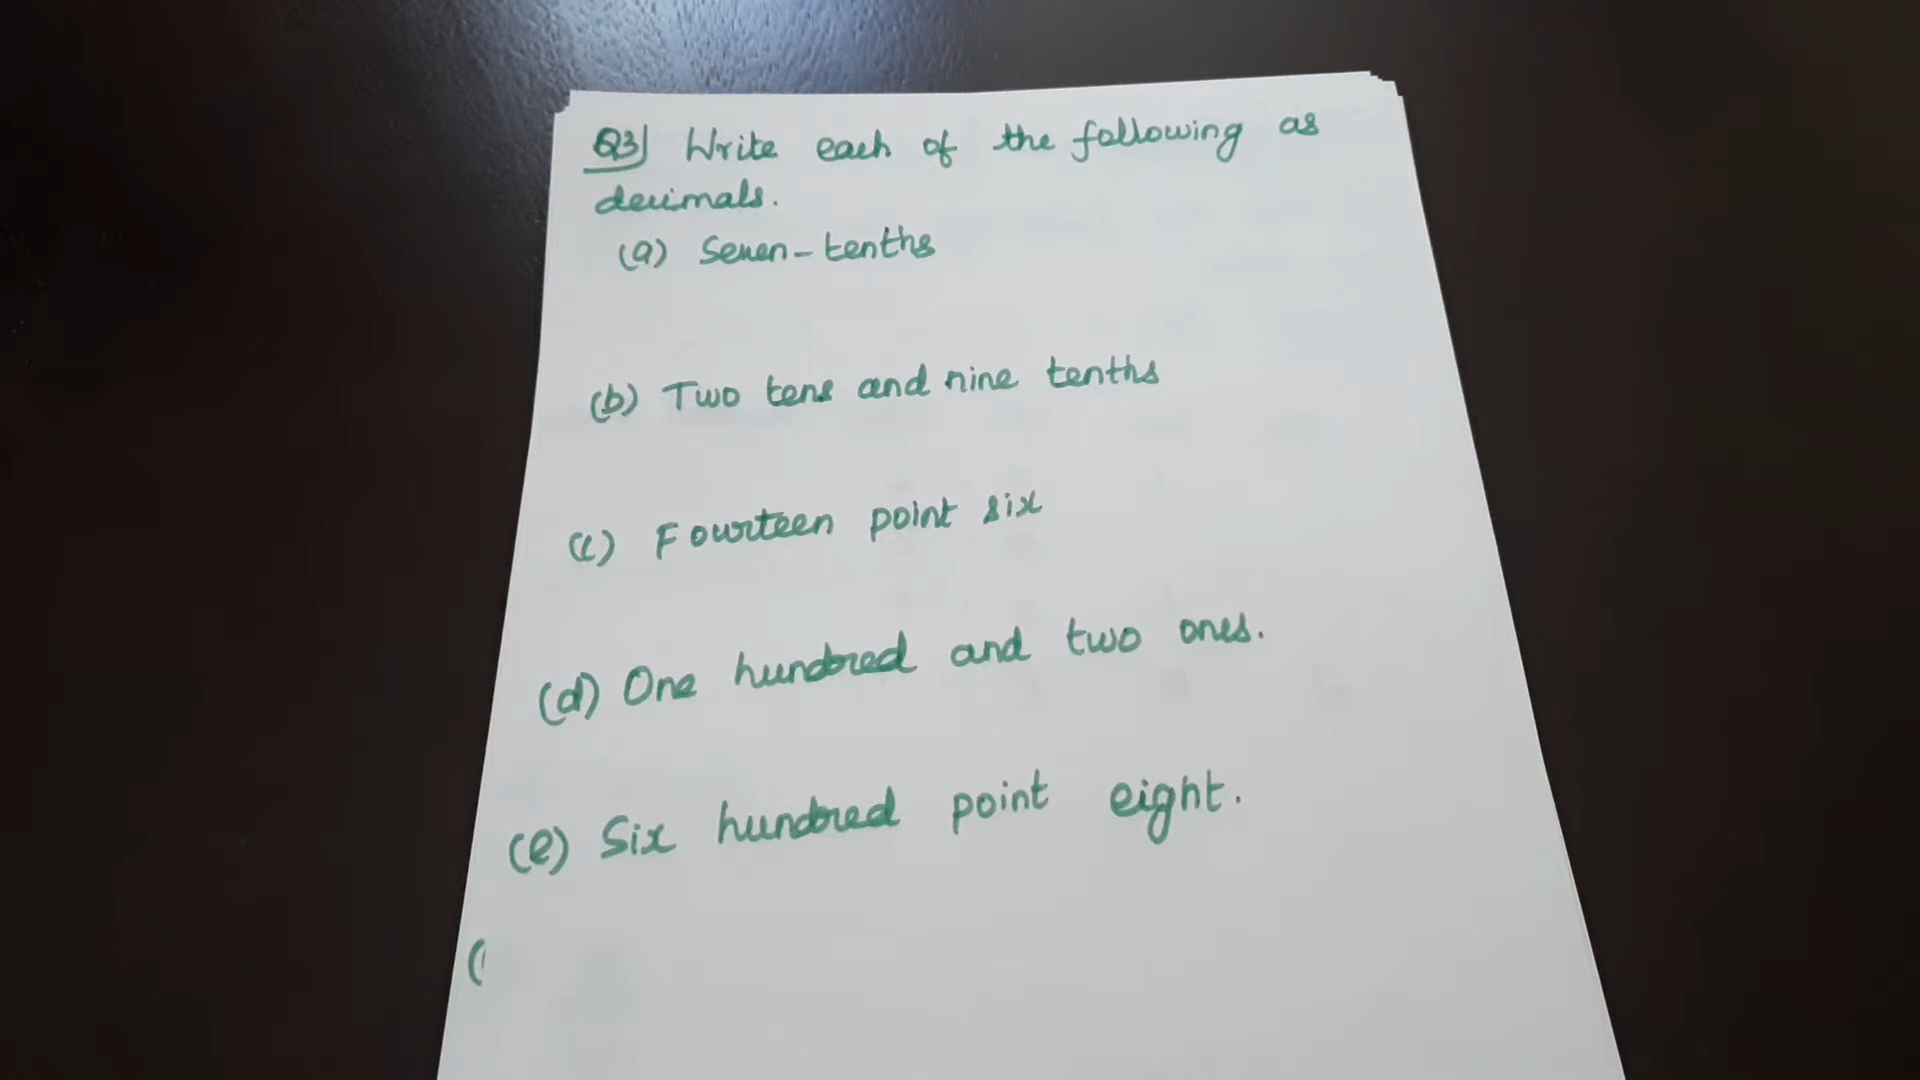 Q3) Write each of the following as
decimals.
(a) Seven-tenths
(b) Two tens and nine tenths
(c) Fourteen point six
(d) One hundred and two ones.
(e) Six hundred point eight.
(